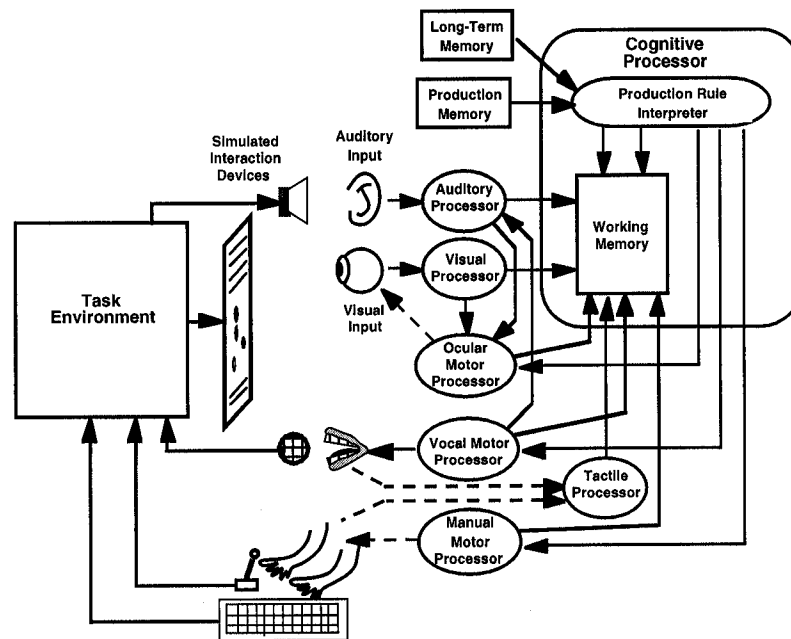 Long-Term
Memory
Cognitive
Processor
Production
Memory
Production Rule
Interpreter
Simulated
Interaction
Devices
Auditory
Input
Auditory
Processor
Working
Memory
Visual
Processor
Visual
Input
Task
Environment
Ocular
Motor
Processor
Vocal Motor
Processor
Tactile
Processor
Manual
Motor
Processor